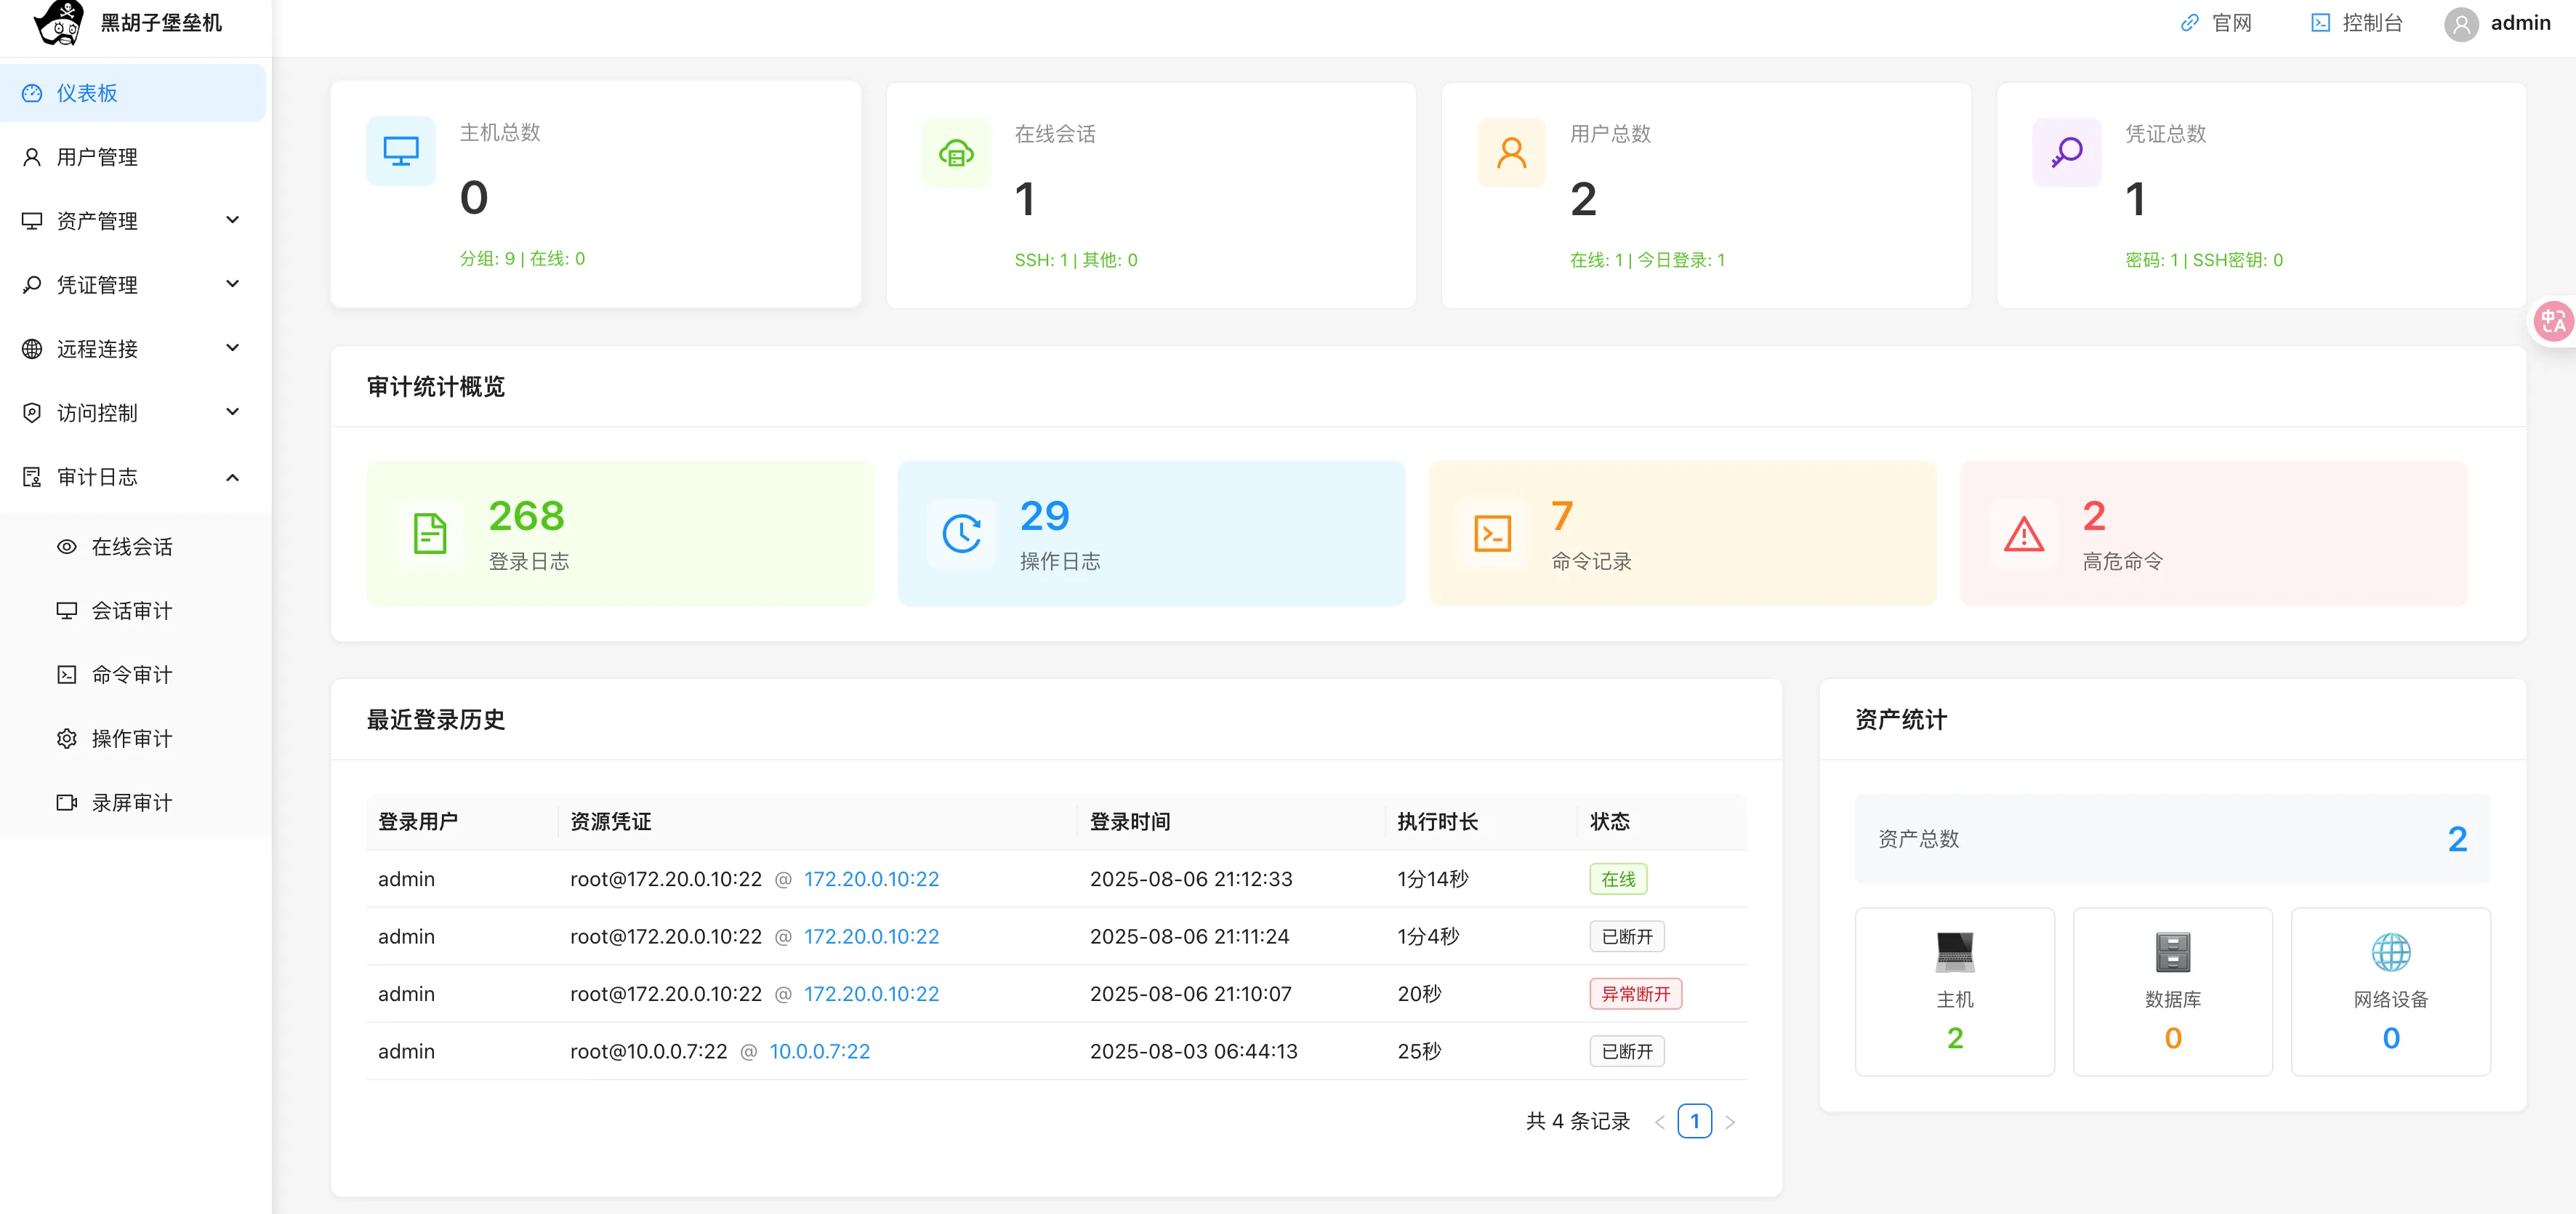 黑胡子堡垒机
官网
控制台
admin
仪表板
用户管理
资产管理
凭证管理
远程连接
访问控制
审计日志
在线会话
会话审计
命令审计
操作审计
录屏审计
主机总数
0
分组: 9 | 在线: 0
在线会话
1
SSH: 1 | 其他: 0
用户总数
2
在线: 1 | 今日登录: 1
凭证总数
1
密码: 1 | SSH密钥: 0
中A
审计统计概览
268
登录日志
29
操作日志
7
命令记录
2
高危命令
最近登录历史
登录用户 资源凭证 登录时间 执行时长 状态
admin root@172.20.0.10:22 @ 172.20.0.10:22 2025-08-06 21:12:33 1分14秒 在线
admin root@172.20.0.10:22 @ 172.20.0.10:22 2025-08-06 21:11:24 1分4秒 已断开
admin root@172.20.0.10:22 @ 172.20.0.10:22 2025-08-06 21:10:07 20秒 异常断开
admin root@10.0.0.7:22 @ 10.0.0.7:22 2025-08-03 06:44:13 25秒 已断开
共 4 条记录 < 1 >
资产统计
资产总数 2
主机
2
数据库
0
网络设备
0